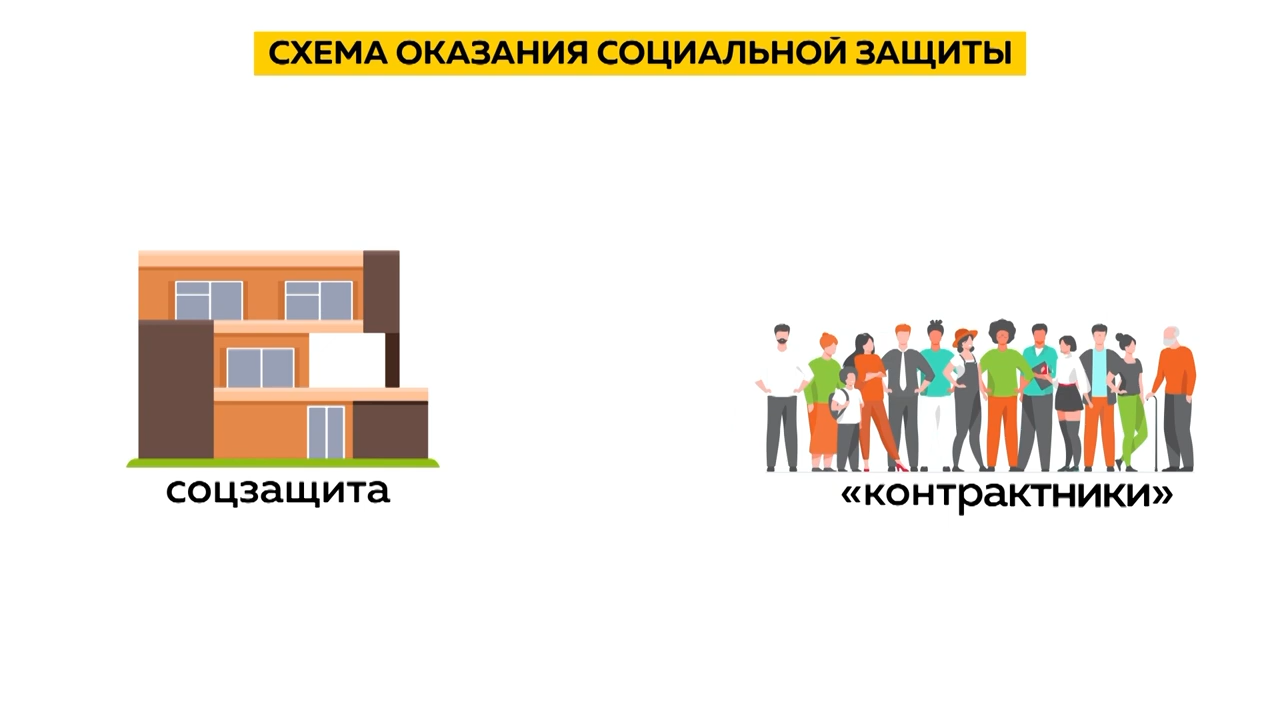 СХЕМА ОКАЗАНИЯ СОЦИАЛЬНОЙ ЗАЩИТЫ
соцзащита
«контрактники»